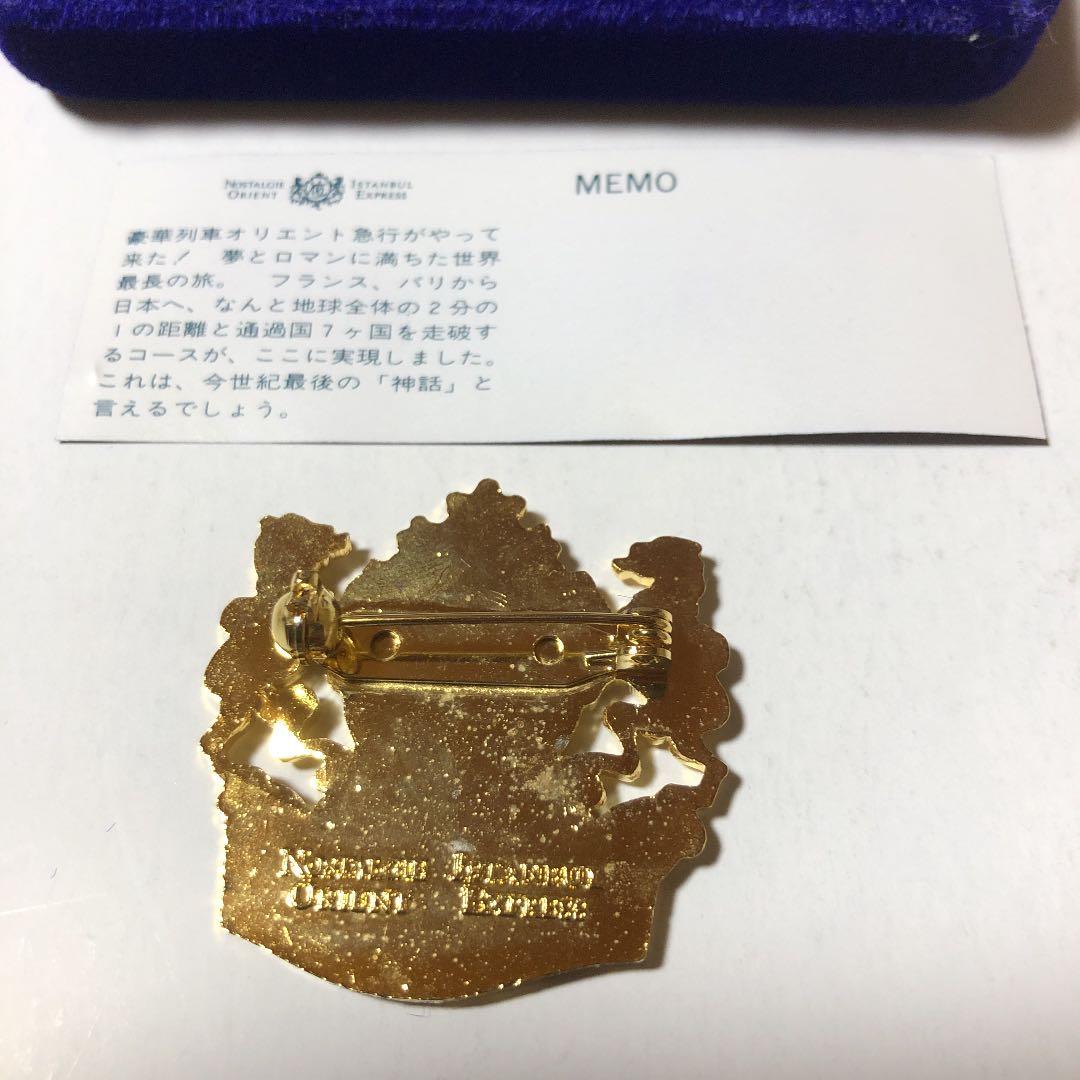 NOSTALGIE ISTANBUL
ORIENT EXPRESS
MEMO
豪華列車オリエント急行がやって
来た! 夢とロマンに満ちた世界
最長の旅。 フランス、パリから
日本へ、なんと地球全体の2分の
1の距離と通過国7ヶ国を走破す
るコースが、ここに実現しました。
これは、今世紀最後の「神話」と
言えるでしょう。
NOSTALGIE ISTANBUL
ORIENT EXPRESS